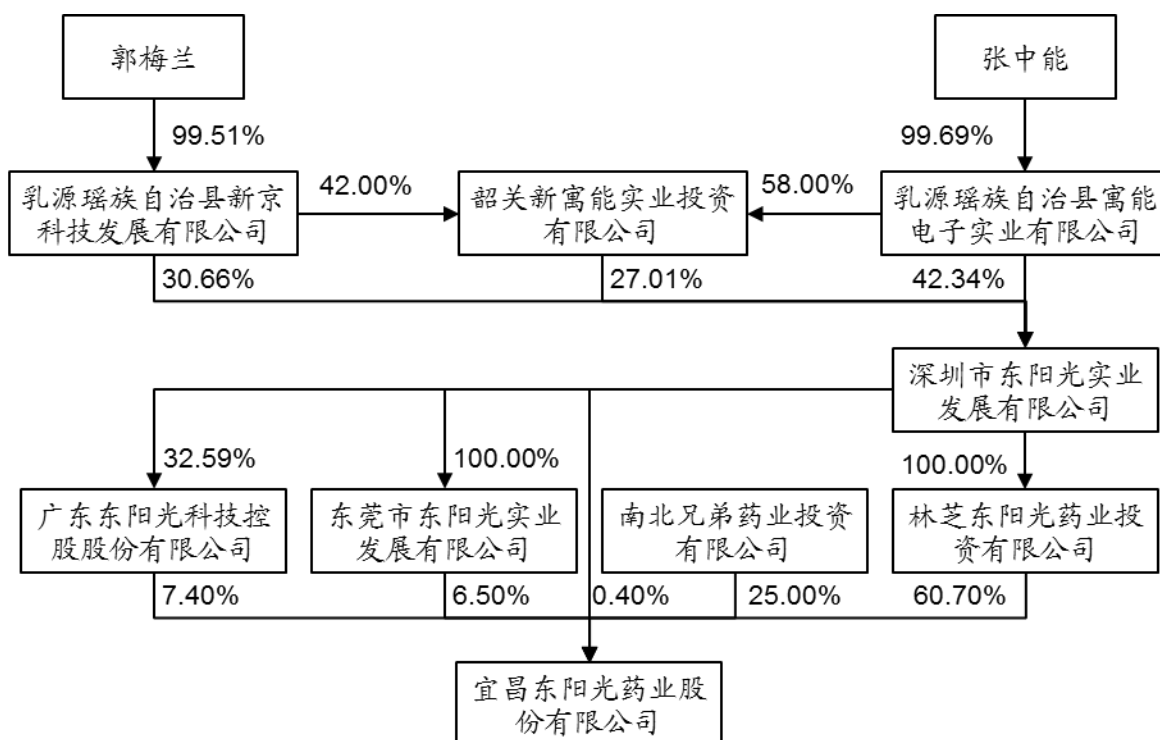 郭梅兰
张中能
99.51%
99.69%
乳源瑶族自治县新京
科技发展有限公司
42.00%
韶关新寓能实业投资
有限公司
58.00%
乳源瑶族自治县寓能
电子实业有限公司
30.66%
27.01%
42.34%
深圳市东阳光实业
发展有限公司
32.59%
100.00%
100.00%
广东东阳光科技控
股股份有限公司
东莞市东阳光实业
发展有限公司
南北兄弟药业投资
有限公司
林芝东阳光药业投
资有限公司
7.40%
6.50%
0.40%
25.00%
60.70%
宜昌东阳光药业股
份有限公司